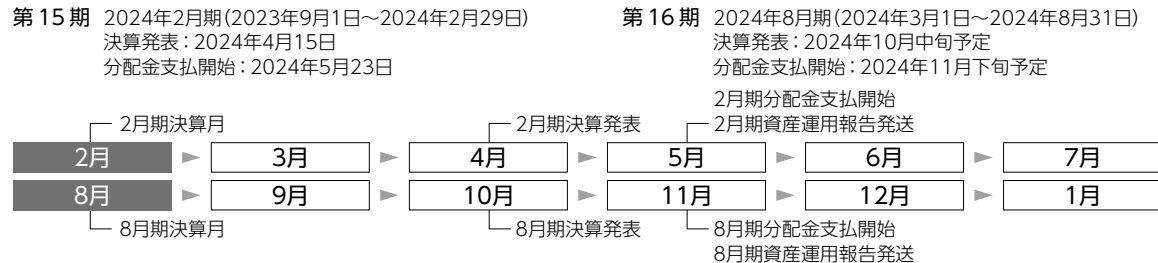 第15期 2024年2月期(2023年9月1日～2024年2月29日)
決算発表：2024年4月15日
分配金支払開始：2024年5月23日
第16期 2024年8月期(2024年3月1日～2024年8月31日)
決算発表：2024年10月中旬予定
分配金支払開始：2024年11月下旬予定
2月期決算月
2月期決算発表
2月期分配金支払開始
2月期資産運用報告発送
2月 ► 3月 ► 4月 ► 5月 ► 6月 ► 7月
8月 ► 9月 ► 10月 ► 11月 ► 12月 ► 1月
8月期決算月
8月期決算発表
8月期分配金支払開始
8月期資産運用報告発送